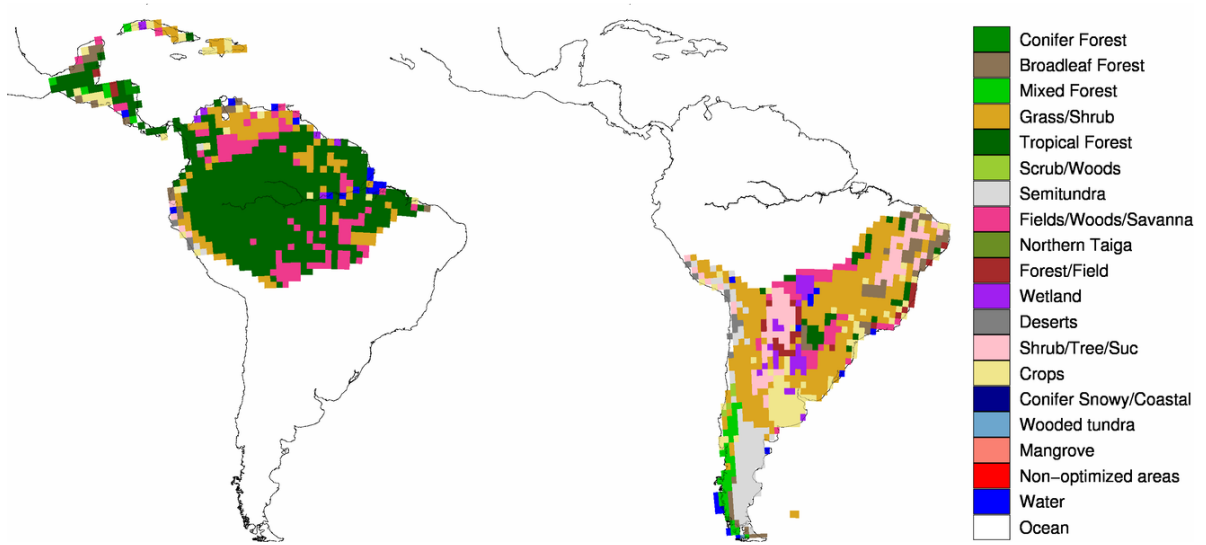 Conifer Forest
Broadleaf Forest
Mixed Forest
Grass/Shrub
Tropical Forest
Scrub/Woods
Semitundra
Fields/Woods/Savanna
Northern Taiga
Forest/Field
Wetland
Deserts
Shrub/Tree/Suc
Crops
Conifer Snowy/Coastal
Wooded tundra
Mangrove
Non−optimized areas
Water
Ocean